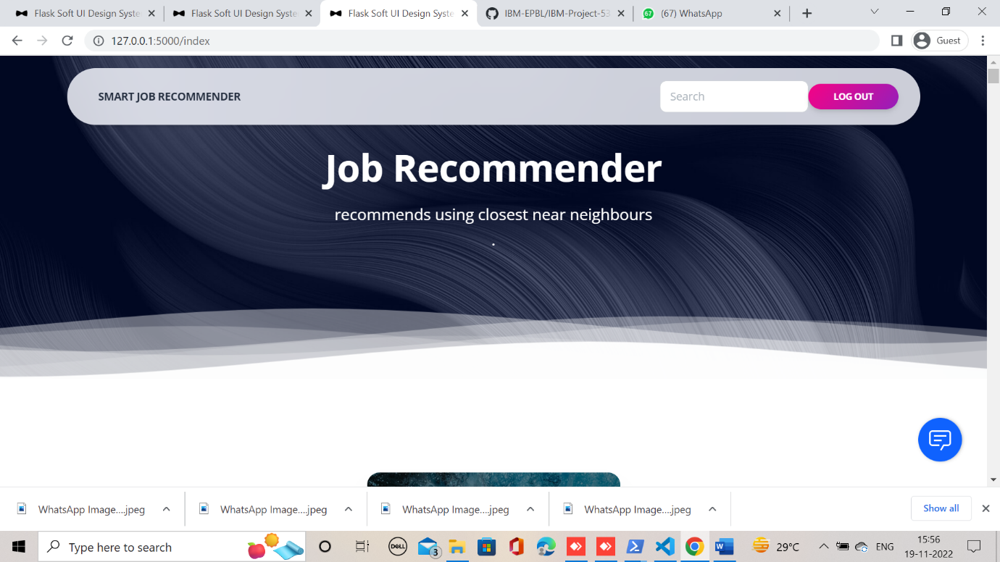 Flask Soft UI Design Syste
Flask Soft UI Design Syste
Flask Soft UI Design Syste
IBM-EPBL/IBM-Project-53
67
(67) WhatsApp
127.0.0.1:5000/index
Guest
SMART JOB RECOMMENDER
Search
LOG OUT
Job Recommender
recommends using closest near neighbours
.
WhatsApp Image....jpeg
WhatsApp Image....jpeg
WhatsApp Image....jpeg
WhatsApp Image....jpeg
Show all
Type here to search
DELL
3
29°C
ENG
15:56
19-11-2022